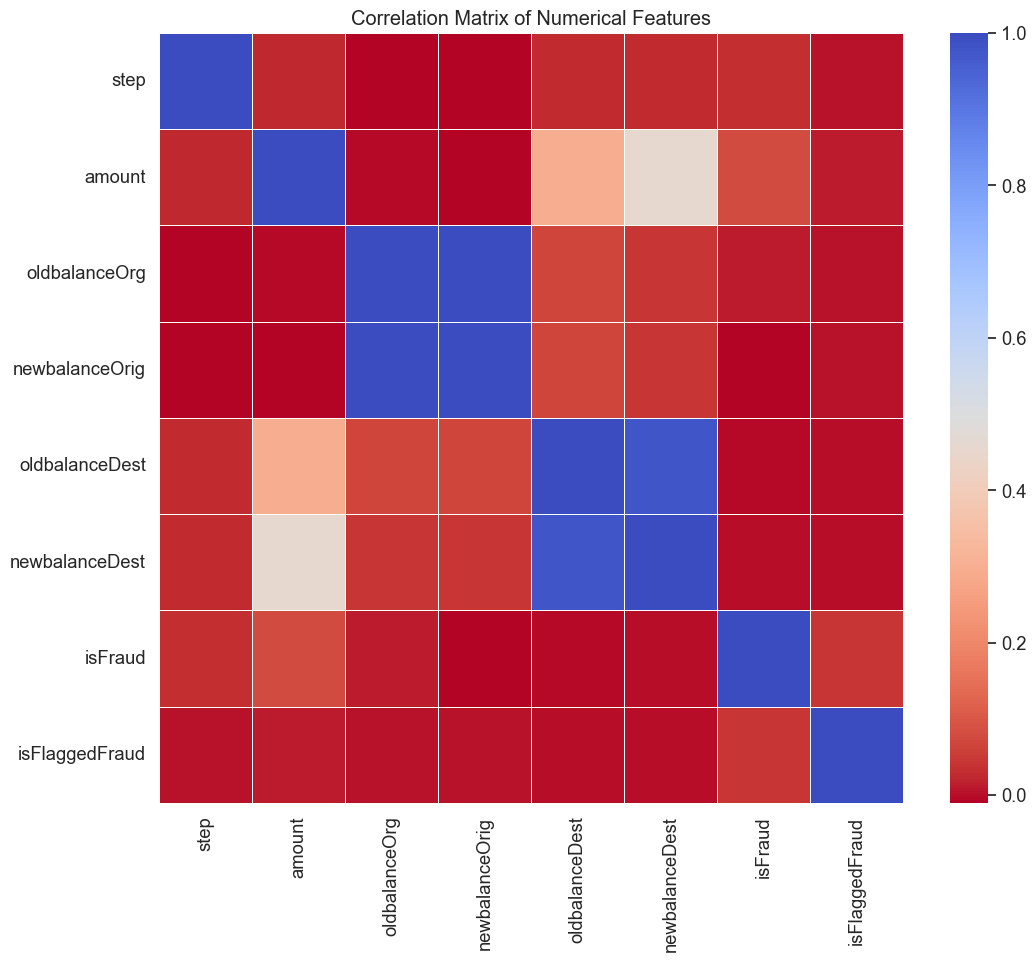 Correlation Matrix of Numerical Features
step
amount
oldbalanceOrg
newbalanceOrig
oldbalanceDest
newbalanceDest
isFraud
isFlaggedFraud
step
amount
oldbalanceOrg
newbalanceOrig
oldbalanceDest
newbalanceDest
isFraud
isFlaggedFraud
1.0
0.8
0.6
0.4
0.2
0.0